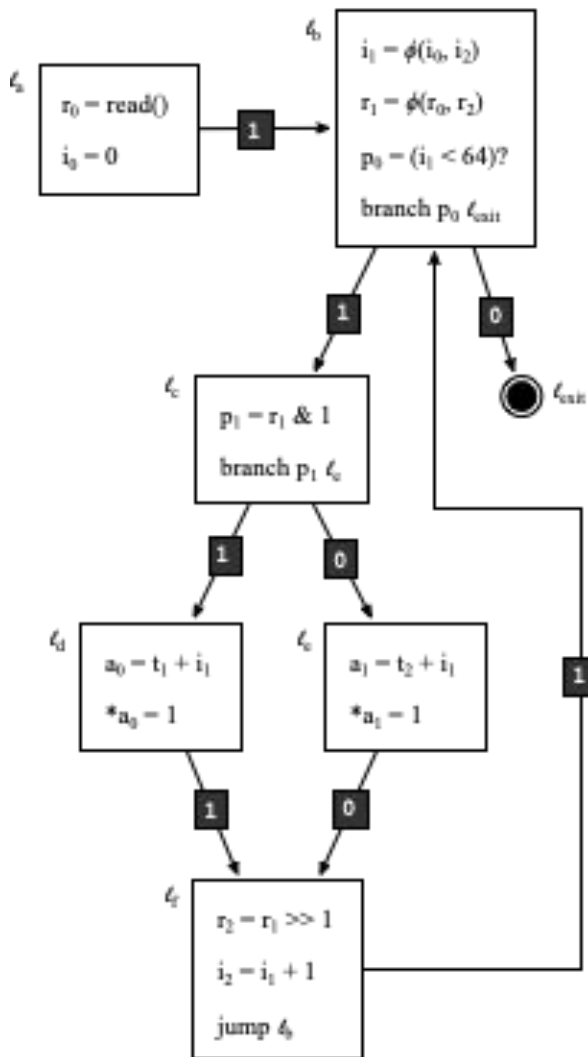 ℓb
i₁ = ϕ(i₀, i₂)
r₁ = ϕ(r₀, r₂)
p₀ = (i₁ < 64)?
branch p₀ ℓexit
ℓa
r₀ = read()
i₀ = 0
1
1
0
ℓexit
ℓc
p₁ = r₁ & 1
branch p₁ ℓe
1
0
ℓd
a₀ = t₁ + i₁
*a₀ = 1
ℓe
a₁ = t₂ + i₁
*a₁ = 1
1
1
0
ℓf
r₂ = r₁ >> 1
i₂ = i₁ + 1
jump ℓb